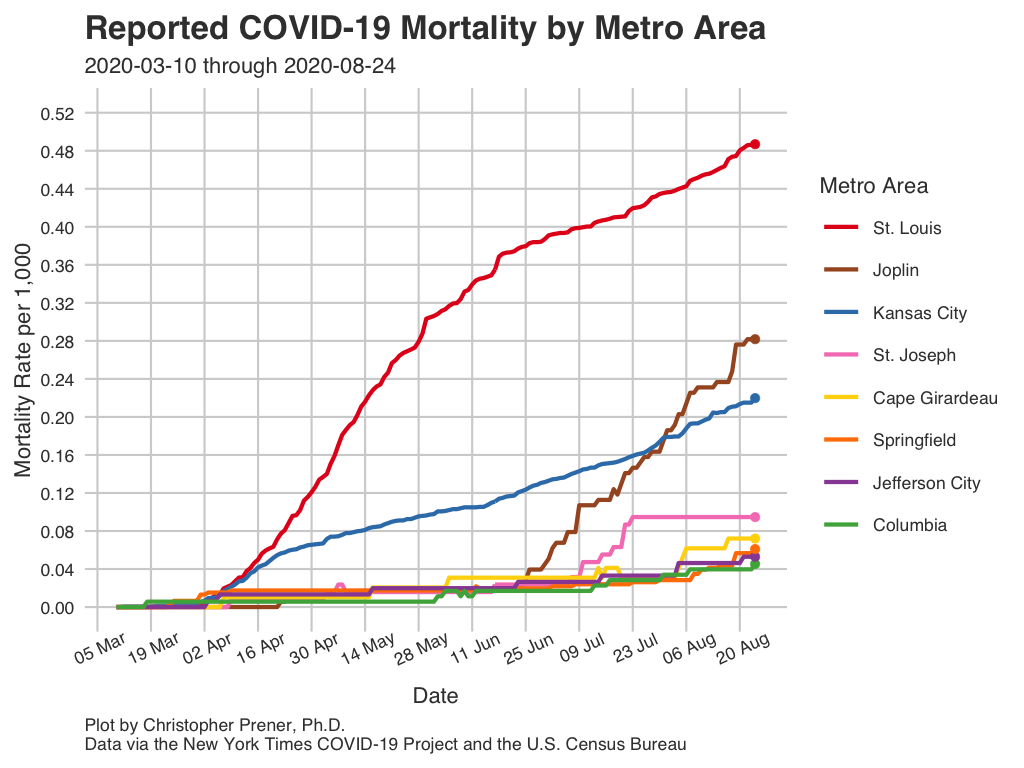 Reported COVID-19 Mortality by Metro Area
2020-03-10 through 2020-08-24
Mortality Rate per 1,000
0.52
0.48
0.44
0.40
0.36
0.32
0.28
0.24
0.20
0.16
0.12
0.08
0.04
0.00
05 Mar
19 Mar
02 Apr
16 Apr
30 Apr
14 May
28 May
11 Jun
25 Jun
09 Jul
23 Jul
06 Aug
20 Aug
Date
Metro Area
St. Louis
Joplin
Kansas City
St. Joseph
Cape Girardeau
Springfield
Jefferson City
Columbia
Plot by Christopher Prener, Ph.D.
Data via the New York Times COVID-19 Project and the U.S. Census Bureau